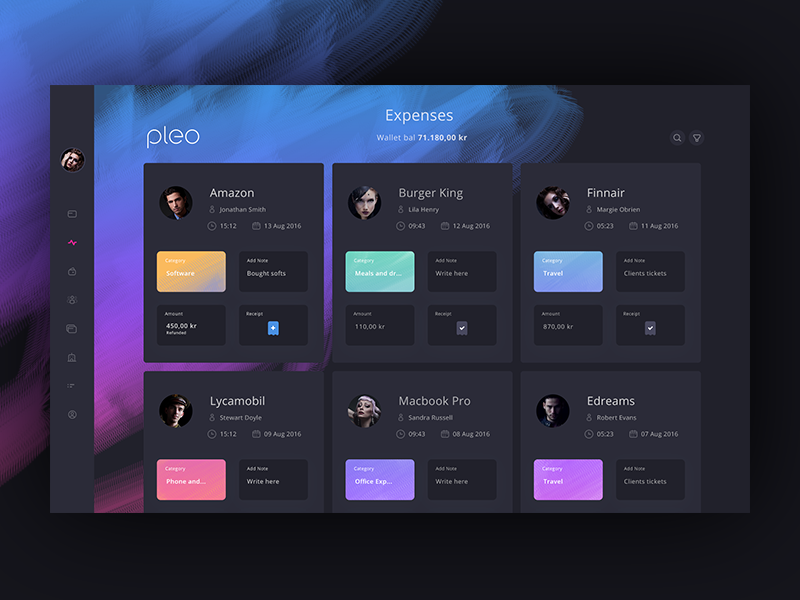 pleo
Expenses
Wallet bal 71.180,00 kr
Amazon
Jonathan Smith
15:12 13 Aug 2016
Category
Software
Add Note
Bought softs
Amount
450,00 kr
Refunded
Receipt
Burger King
Lila Henry
09:43 12 Aug 2016
Category
Meals and dr...
Add Note
Write here
Amount
110,00 kr
Receipt
Finnair
Margie Obrien
05:23 11 Aug 2016
Category
Travel
Add Note
Clients tickets
Amount
870,00 kr
Receipt
Lycamobil
Stewart Doyle
15:12 09 Aug 2016
Category
Phone and...
Add Note
Write here
Macbook Pro
Sandra Russell
09:43 08 Aug 2016
Category
Office Exp...
Add Note
Write here
Edreams
Robert Evans
05:23 07 Aug 2016
Category
Travel
Add Note
Clients tickets